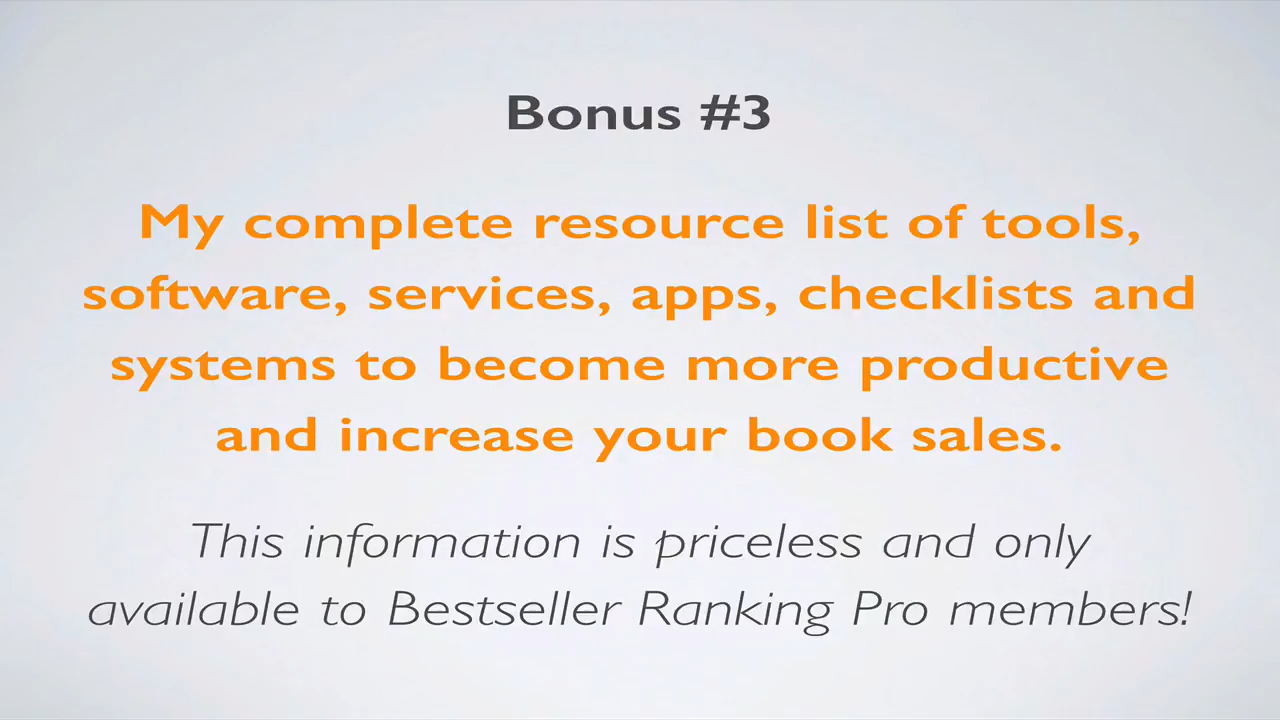 Bonus #3
My complete resource list of tools,
software, services, apps, checklists and
systems to become more productive
and increase your book sales.
This information is priceless and only
available to Bestseller Ranking Pro members!